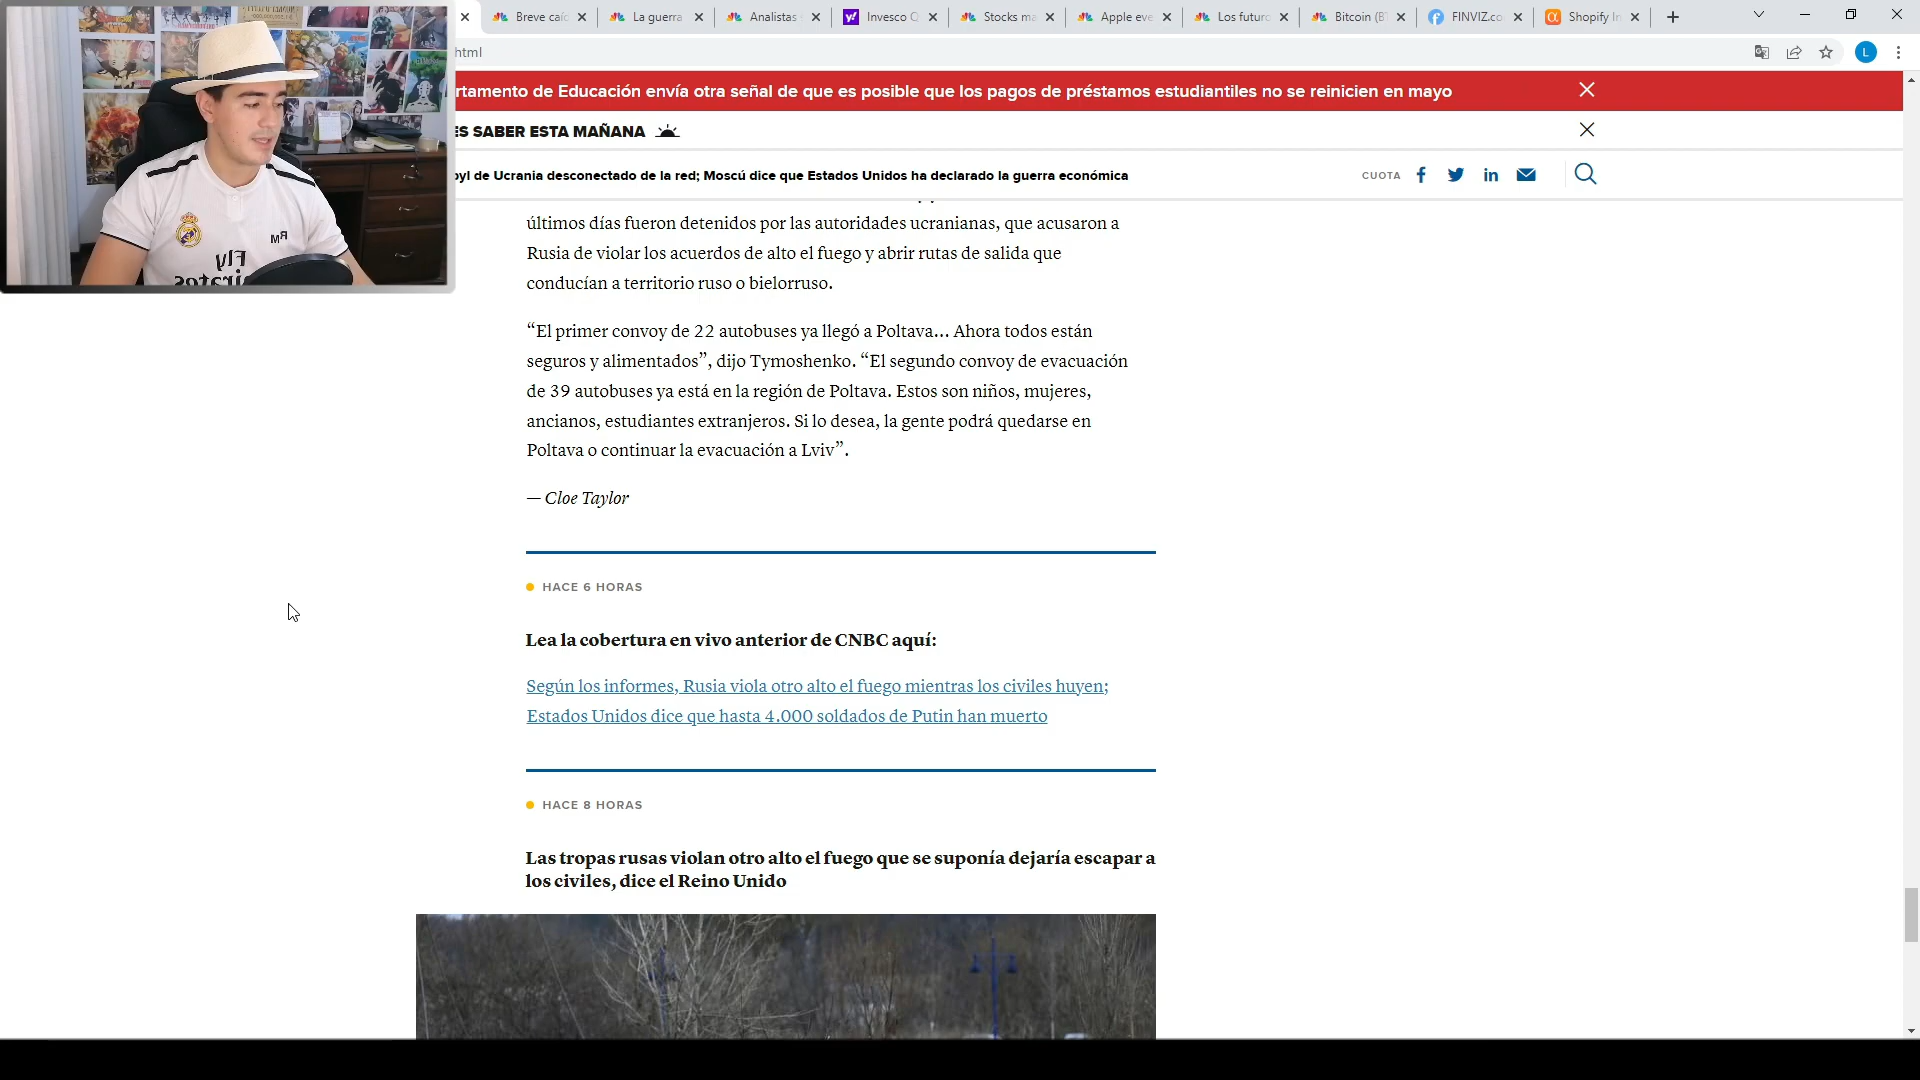 Breve caíd
La guerra
Analistas
Invesco Q
Stocks ma
Apple eve
Los futuro
Bitcoin (BT
FINVIZ.co
Shopify In
html
L
rtamento de Educación envía otra señal de que es posible que los pagos de préstamos estudiantiles no se reinicien en mayo
ES SABER ESTA MAÑANA
byl de Ucrania desconectado de la red; Moscú dice que Estados Unidos ha declarado la guerra económica
CUOTA
últimos días fueron detenidos por las autoridades ucranianas, que acusaron a
Rusia de violar los acuerdos de alto el fuego y abrir rutas de salida que
conducían a territorio ruso o bielorruso.
“El primer convoy de 22 autobuses ya llegó a Poltava... Ahora todos están
seguros y alimentados”, dijo Tymoshenko. “El segundo convoy de evacuación
de 39 autobuses ya está en la región de Poltava. Estos son niños, mujeres,
ancianos, estudiantes extranjeros. Si lo desea, la gente podrá quedarse en
Poltava o continuar la evacuación a Lviv”.
— Cloe Taylor
HACE 6 HORAS
Lea la cobertura en vivo anterior de CNBC aquí:
Según los informes, Rusia viola otro alto el fuego mientras los civiles huyen;
Estados Unidos dice que hasta 4.000 soldados de Putin han muerto
HACE 8 HORAS
Las tropas rusas violan otro alto el fuego que se suponía dejaría escapar a
los civiles, dice el Reino Unido
RM
Fly